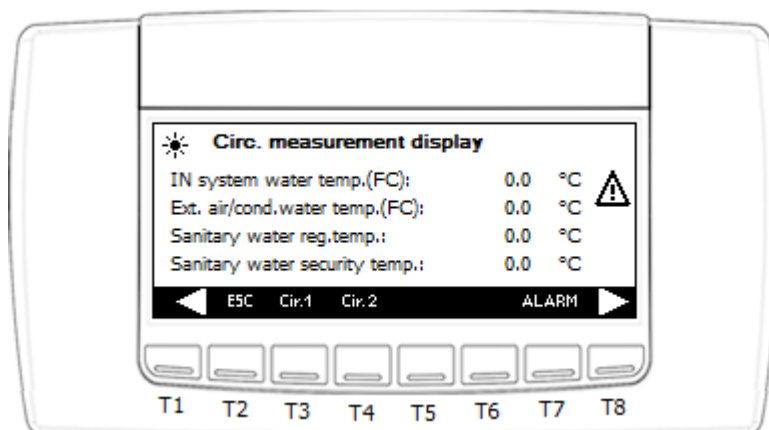 Circ. measurement display
IN system water temp.(FC): 0.0 °C
Ext. air/cond.water temp.(FC): 0.0 °C
Sanitary water reg.temp.: 0.0 °C
Sanitary water security temp.: 0.0 °C
ESC Cir.1 Cir.2 ALARM
T1 T2 T3 T4 T5 T6 T7 T8